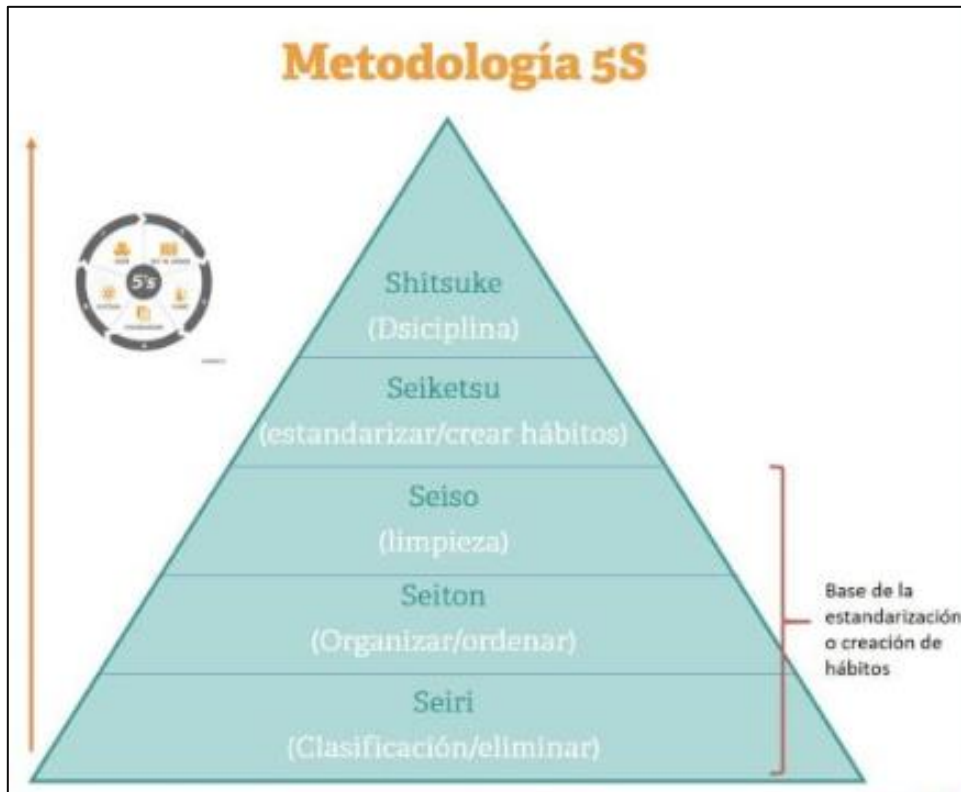 Metodología 5S
5's
Shitsuke
(Dsiciplina)
Seiketsu
(estandarizar/crear hábitos)
Seiso
(limpieza)
Seiton
(Organizar/ordenar)
Seiri
(Clasificación/eliminar)
Base de la
estandarización
o creación de
hábitos